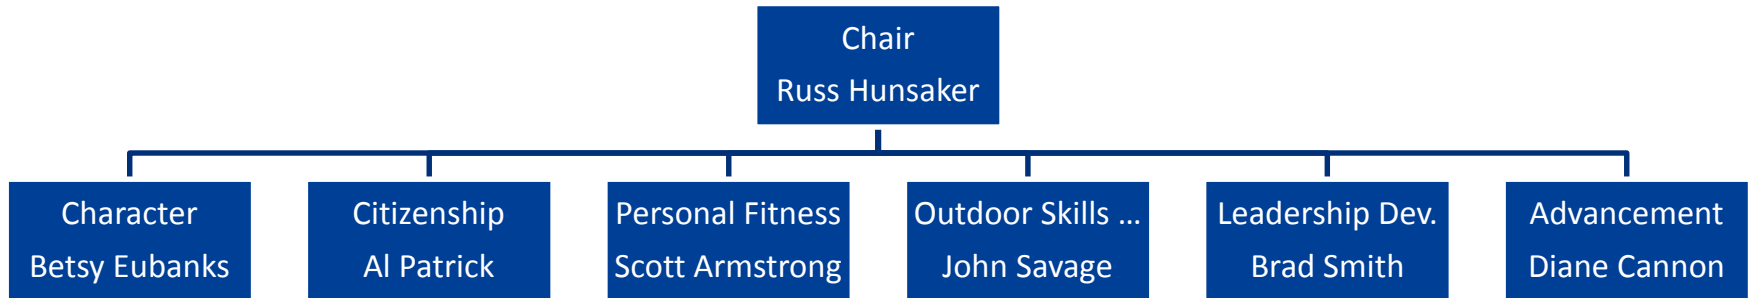 Chair
Russ Hunsaker
Character
Betsy Eubanks
Citizenship
Al Patrick
Personal Fitness
Scott Armstrong
Outdoor Skills ...
John Savage
Leadership Dev.
Brad Smith
Advancement
Diane Cannon